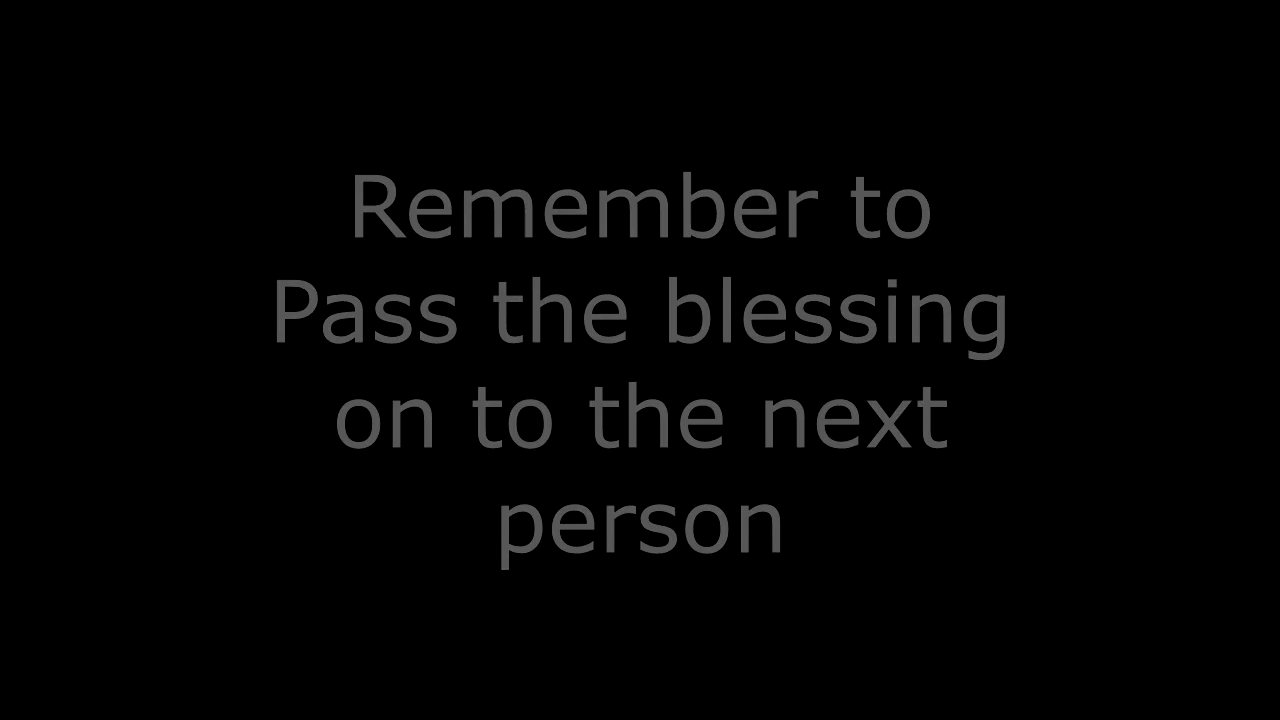 Remember to
Pass the blessing
on to the next
person